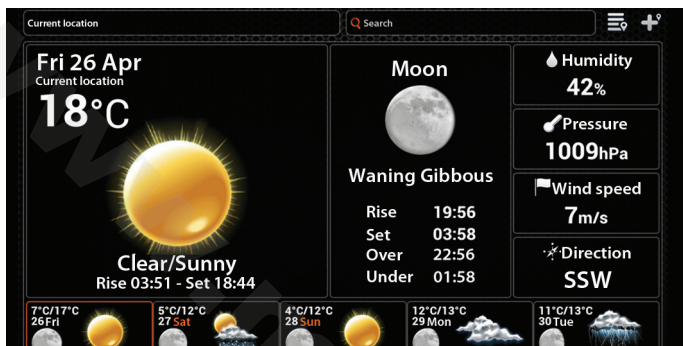 Current location
Search
Fri 26 Apr
Current location
18°C
Clear/Sunny
Rise 03:51 - Set 18:44
Moon
Waning Gibbous
Rise 19:56
Set 03:58
Over 22:56
Under 01:58
Humidity
42%
Pressure
1009hPa
Wind speed
7m/s
Direction
SSW
7°C/17°C
26 Fri
5°C/12°C
27 Sat
4°C/12°C
28 Sun
12°C/13°C
29 Mon
11°C/13°C
30 Tue